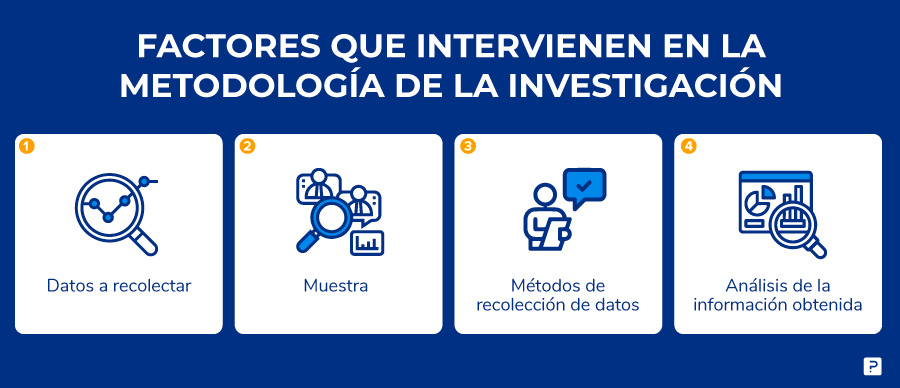 FACTORES QUE INTERVIENEN EN LA
METODOLOGÍA DE LA INVESTIGACIÓN
1
Datos a recolectar
2
Muestra
3
Métodos de
recolección de datos
4
Análisis de la
información obtenida
?